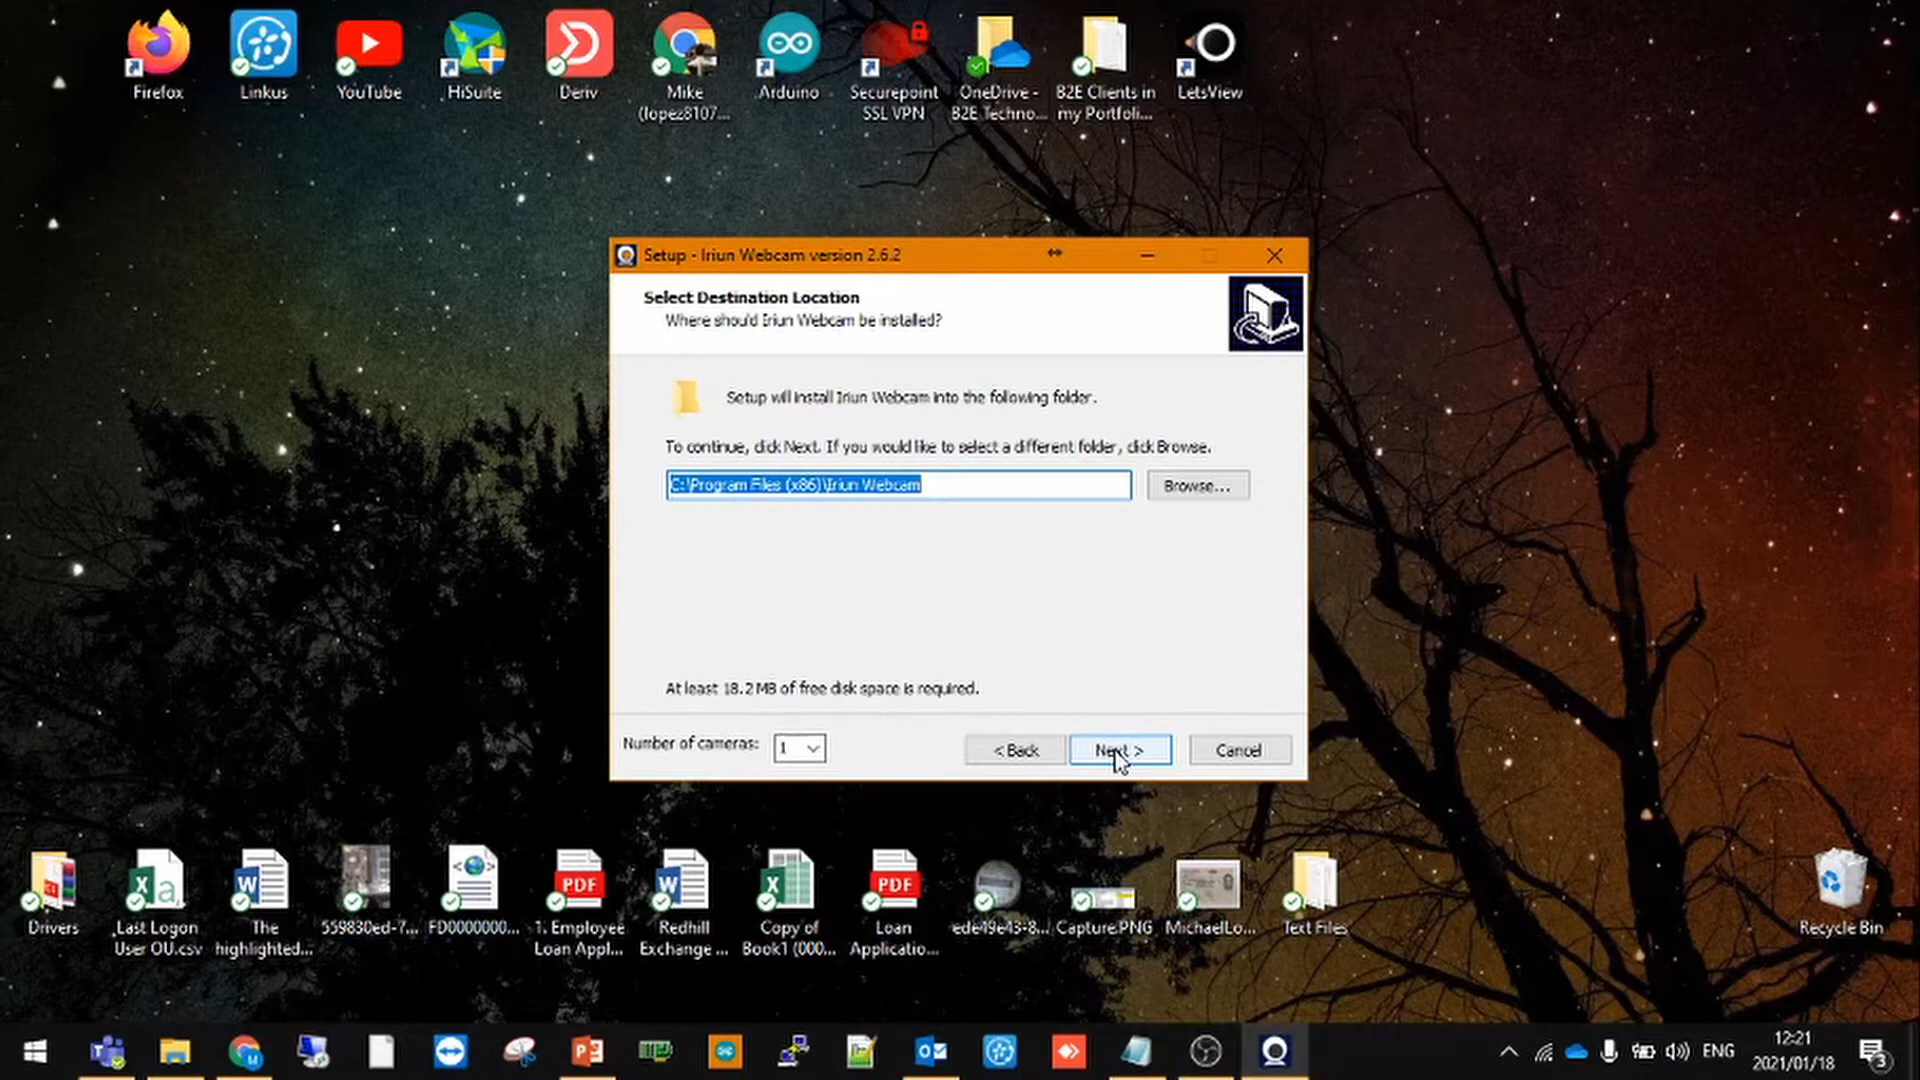 Firefox
Linkus
YouTube
HiSuite
Deriv
Mike
(lopez8107...
Arduino
Securepoint
SSL VPN
OneDrive -
B2E Techno...
B2E Clients in
my Portfoli...
LetsView
Setup - Iriun Webcam version 2.6.2
Select Destination Location
Where should Iriun Webcam be installed?
Setup will install Iriun Webcam into the following folder.
To continue, click Next. If you would like to select a different folder, click Browse.
C:\Program Files (x86)\Iriun Webcam
Browse...
At least 18.2 MB of free disk space is required.
Number of cameras:
1
< Back
Next >
Cancel
Drivers
Last Logon
User OU.csv
The
highlighted...
559830ed-7...
FD0000000...
1. Employee
Loan Appl...
Redhill
Exchange ...
Copy of
Book1 (000...
PDF
Loan
Applicatio...
PDF
ede49e43-8...
Capture.PNG
MichaelLo...
Text Files
Recycle Bin
ENG
12:21
2021/01/18
3